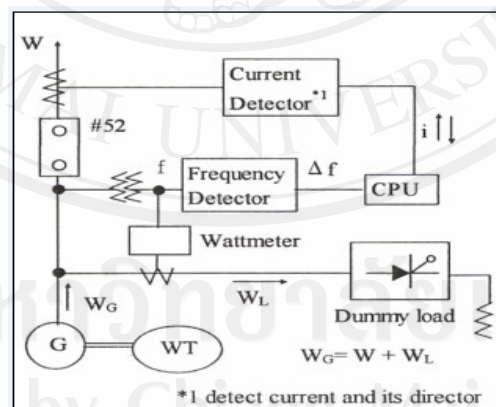 W
Current
Detector*1
#52
i
f
Frequency
Detector
Δf
CPU
Wattmeter
W_G
W_L
Dummy load
G
WT
W_G= W + W_L
*1 detect current and its director